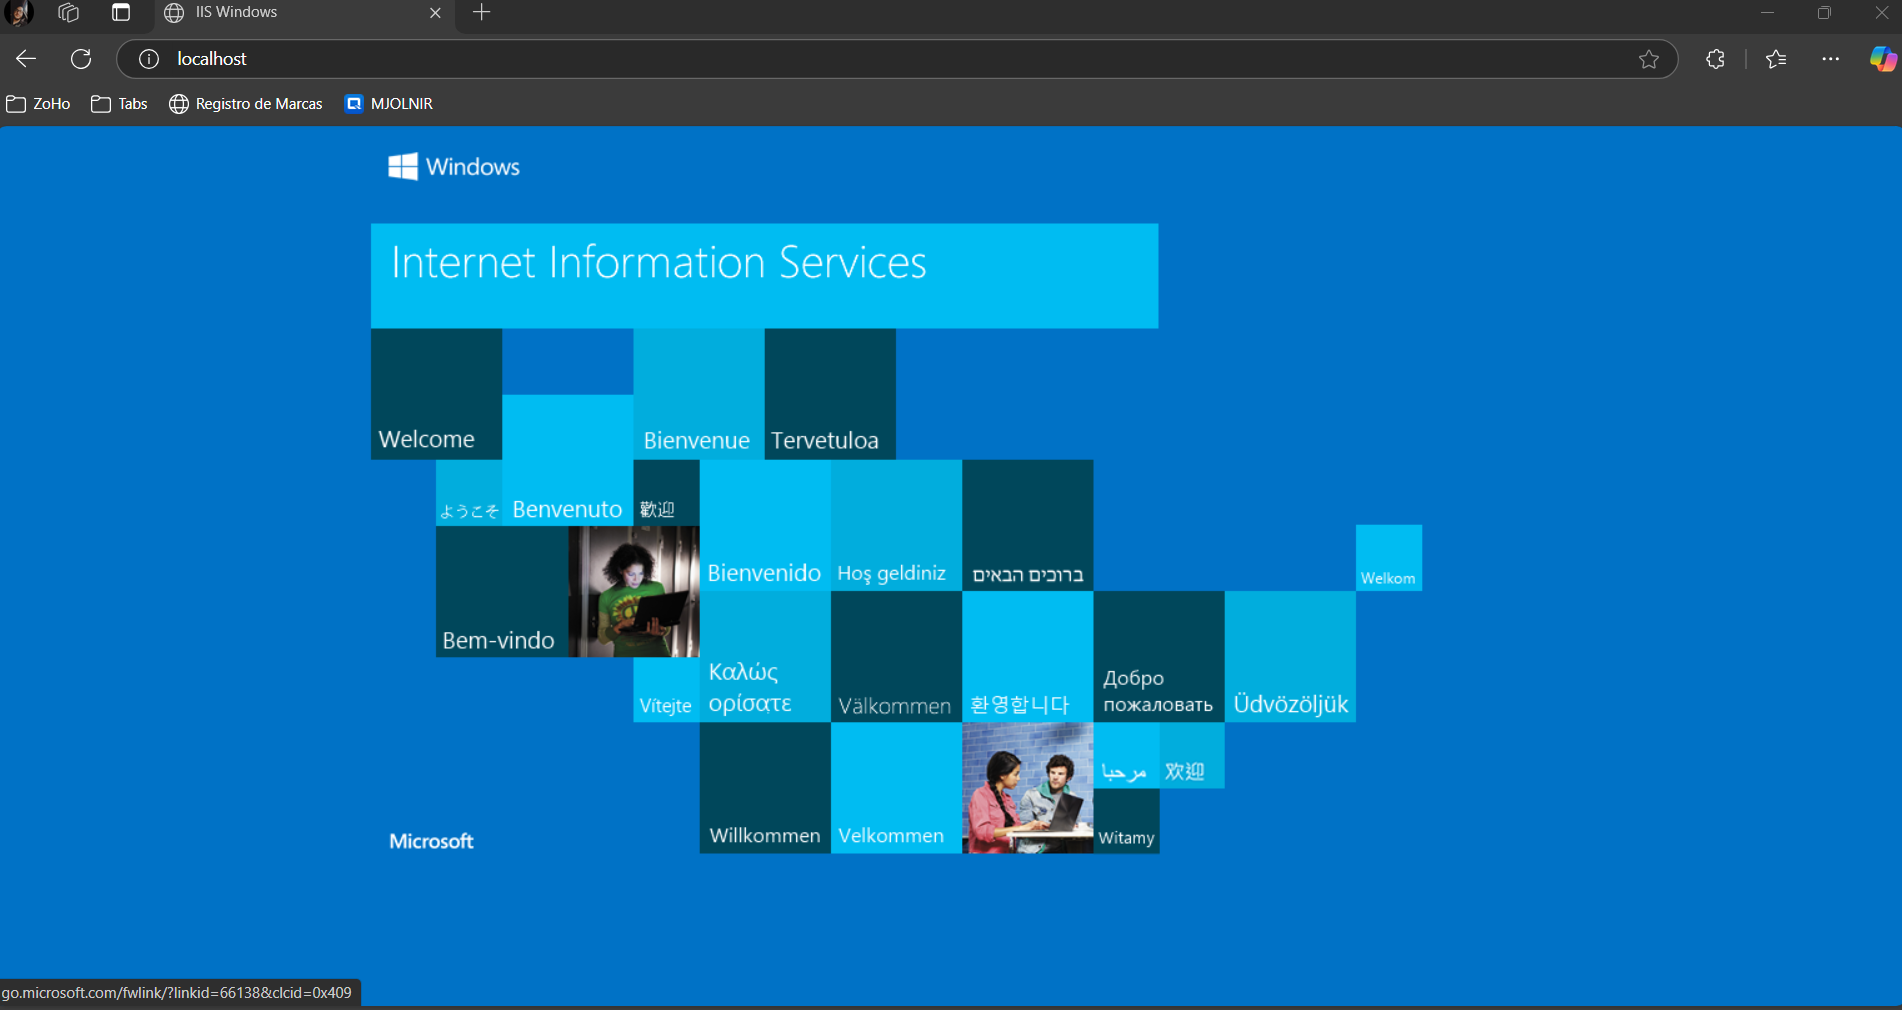 IIS Windows
localhost
ZoHo
Tabs
Registro de Marcas
MJOLNIR
Windows
Internet Information Services
Welcome
Bienvenue
Tervetuloa
ようこそ
Benvenuto
歡迎
Bienvenido
Hoş geldiniz
ברוכים הבאים
Welkom
Bem-vindo
Vítejte
Καλώς
ορίσατε
Välkommen
환영합니다
Добро
пожаловать
Üdvözöljük
مرحبا
欢迎
Microsoft
Willkommen
Velkommen
Witamy
go.microsoft.com/fwlink/?linkid=66138&clcid=0x409